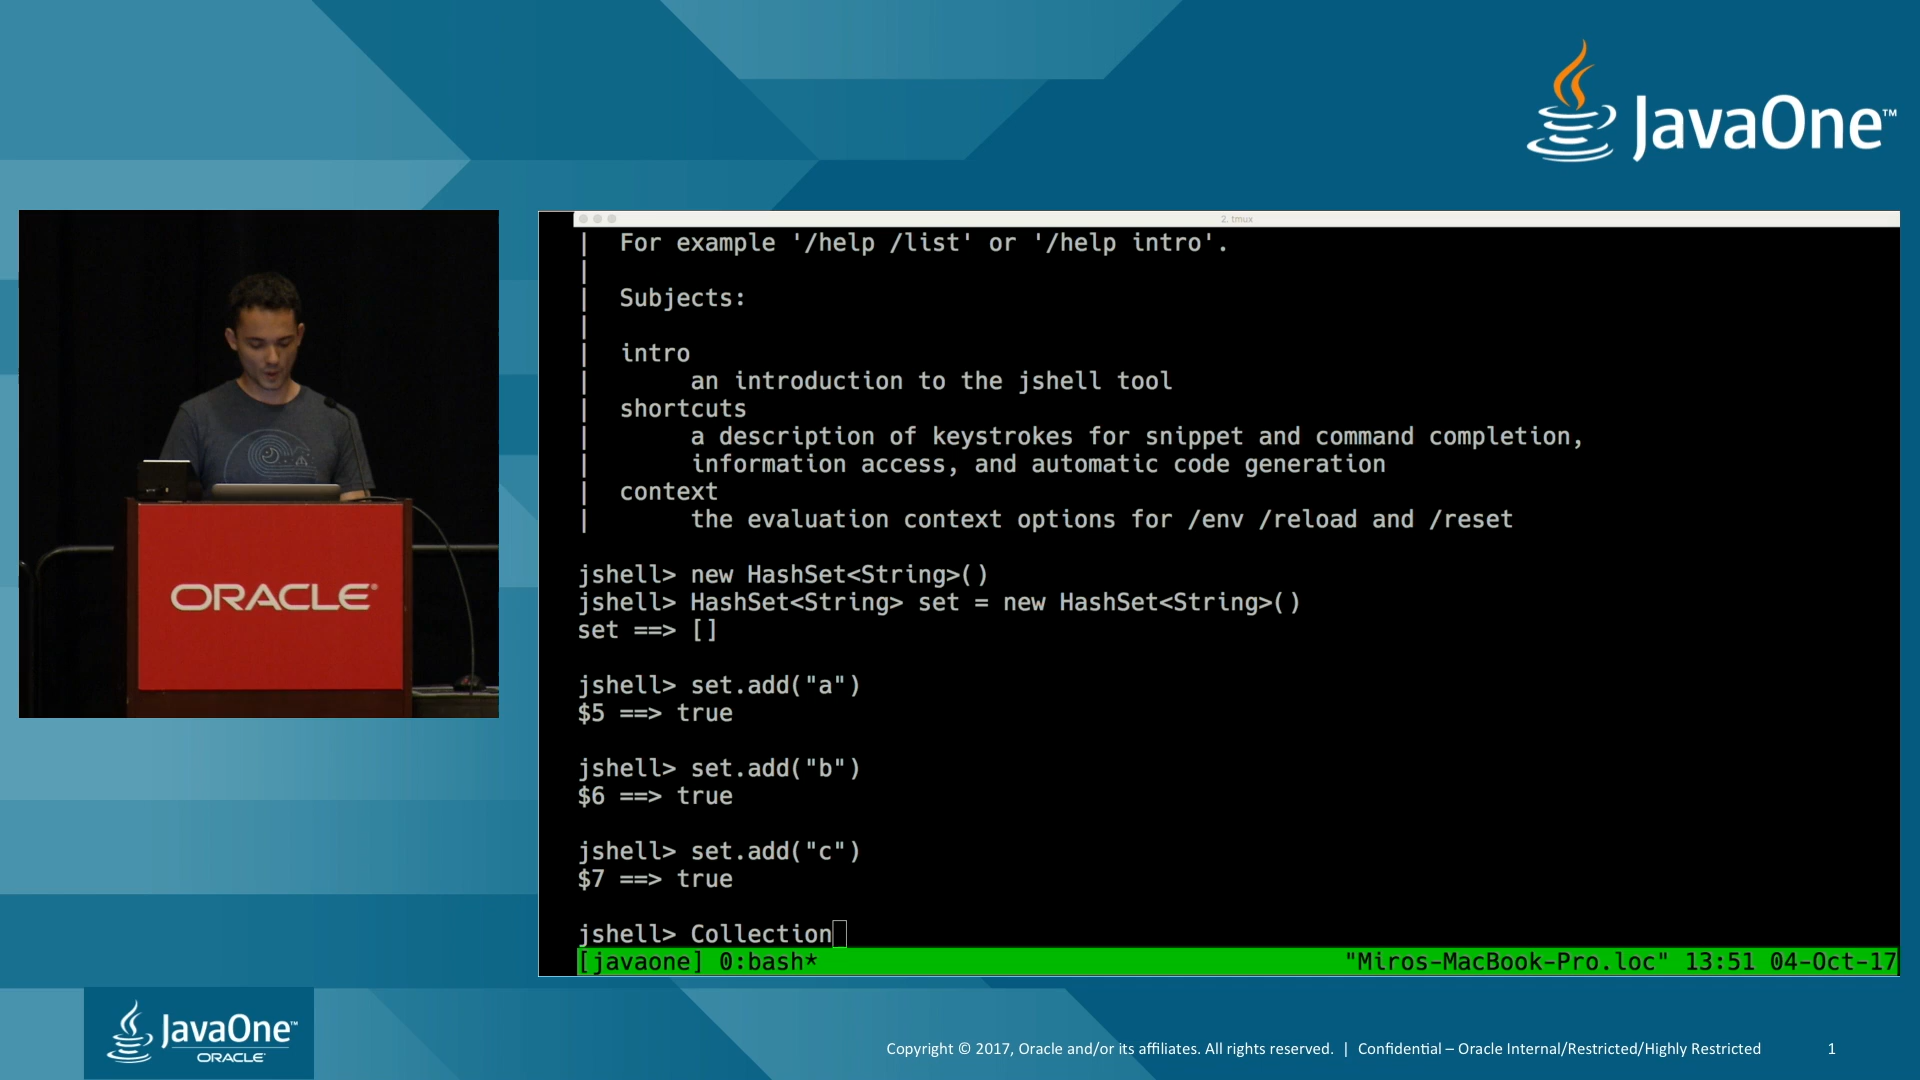 JavaOne™
2. tmux
|  For example '/help /list' or '/help intro'.
|
|  Subjects:
|
|  intro
|       an introduction to the jshell tool
|  shortcuts
|       a description of keystrokes for snippet and command completion,
|       information access, and automatic code generation
|  context
|       the evaluation context options for /env /reload and /reset
jshell> new HashSet<String>()
jshell> HashSet<String> set = new HashSet<String>()
set ==> []
jshell> set.add("a")
$5 ==> true
jshell> set.add("b")
$6 ==> true
jshell> set.add("c")
$7 ==> true
jshell> Collection
[javaone] 0:bash* "Miros-MacBook-Pro.loc" 13:51 04-Oct-17
ORACLE®
JavaOne™
ORACLE®
Copyright © 2017, Oracle and/or its affiliates. All rights reserved. | Confidential – Oracle Internal/Restricted/Highly Restricted 1